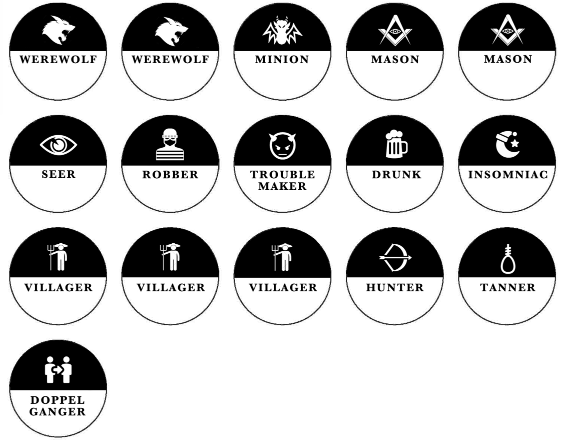 WEREWOLF
WEREWOLF
MINION
MASON
MASON
SEER
ROBBER
TROUBLE
MAKER
DRUNK
INSOMNIAC
VILLAGER
VILLAGER
VILLAGER
HUNTER
TANNER
DOPPEL
GANGER